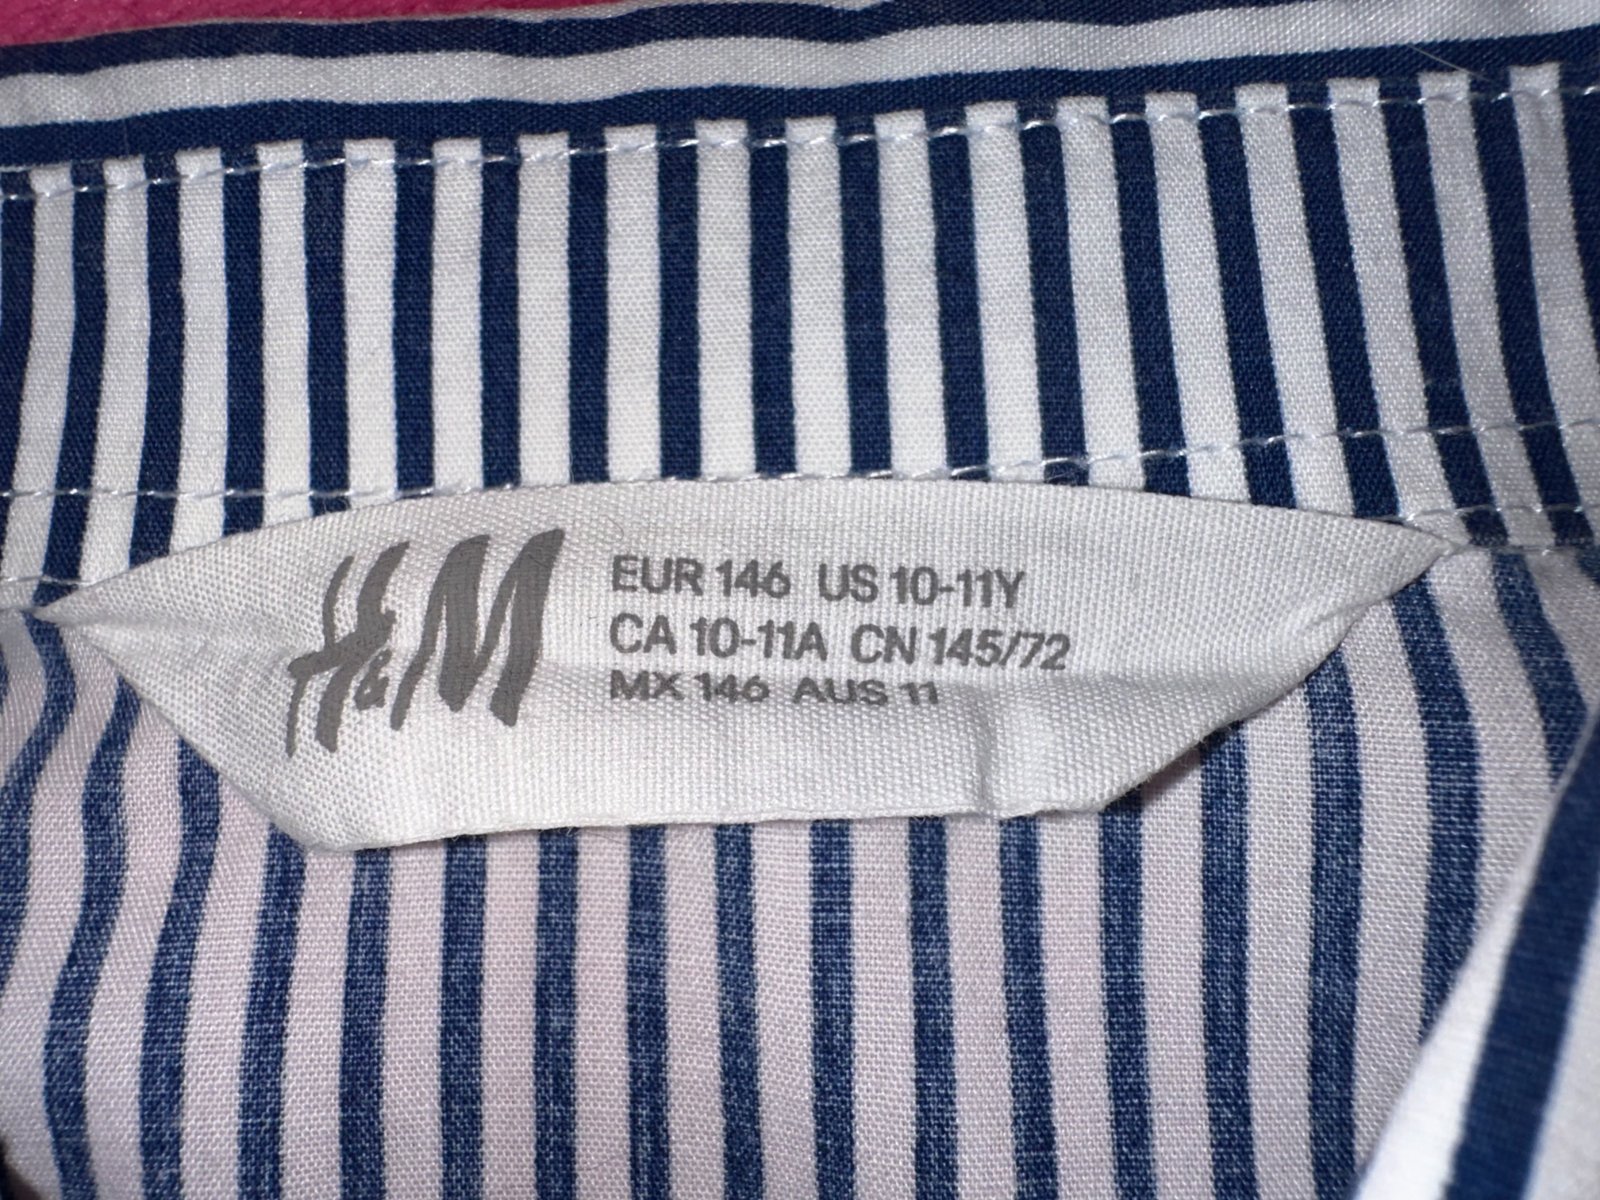 H&M
EUR 146 US 10-11Y
CA 10-11A CN 145/72
MX 146 AUS 11